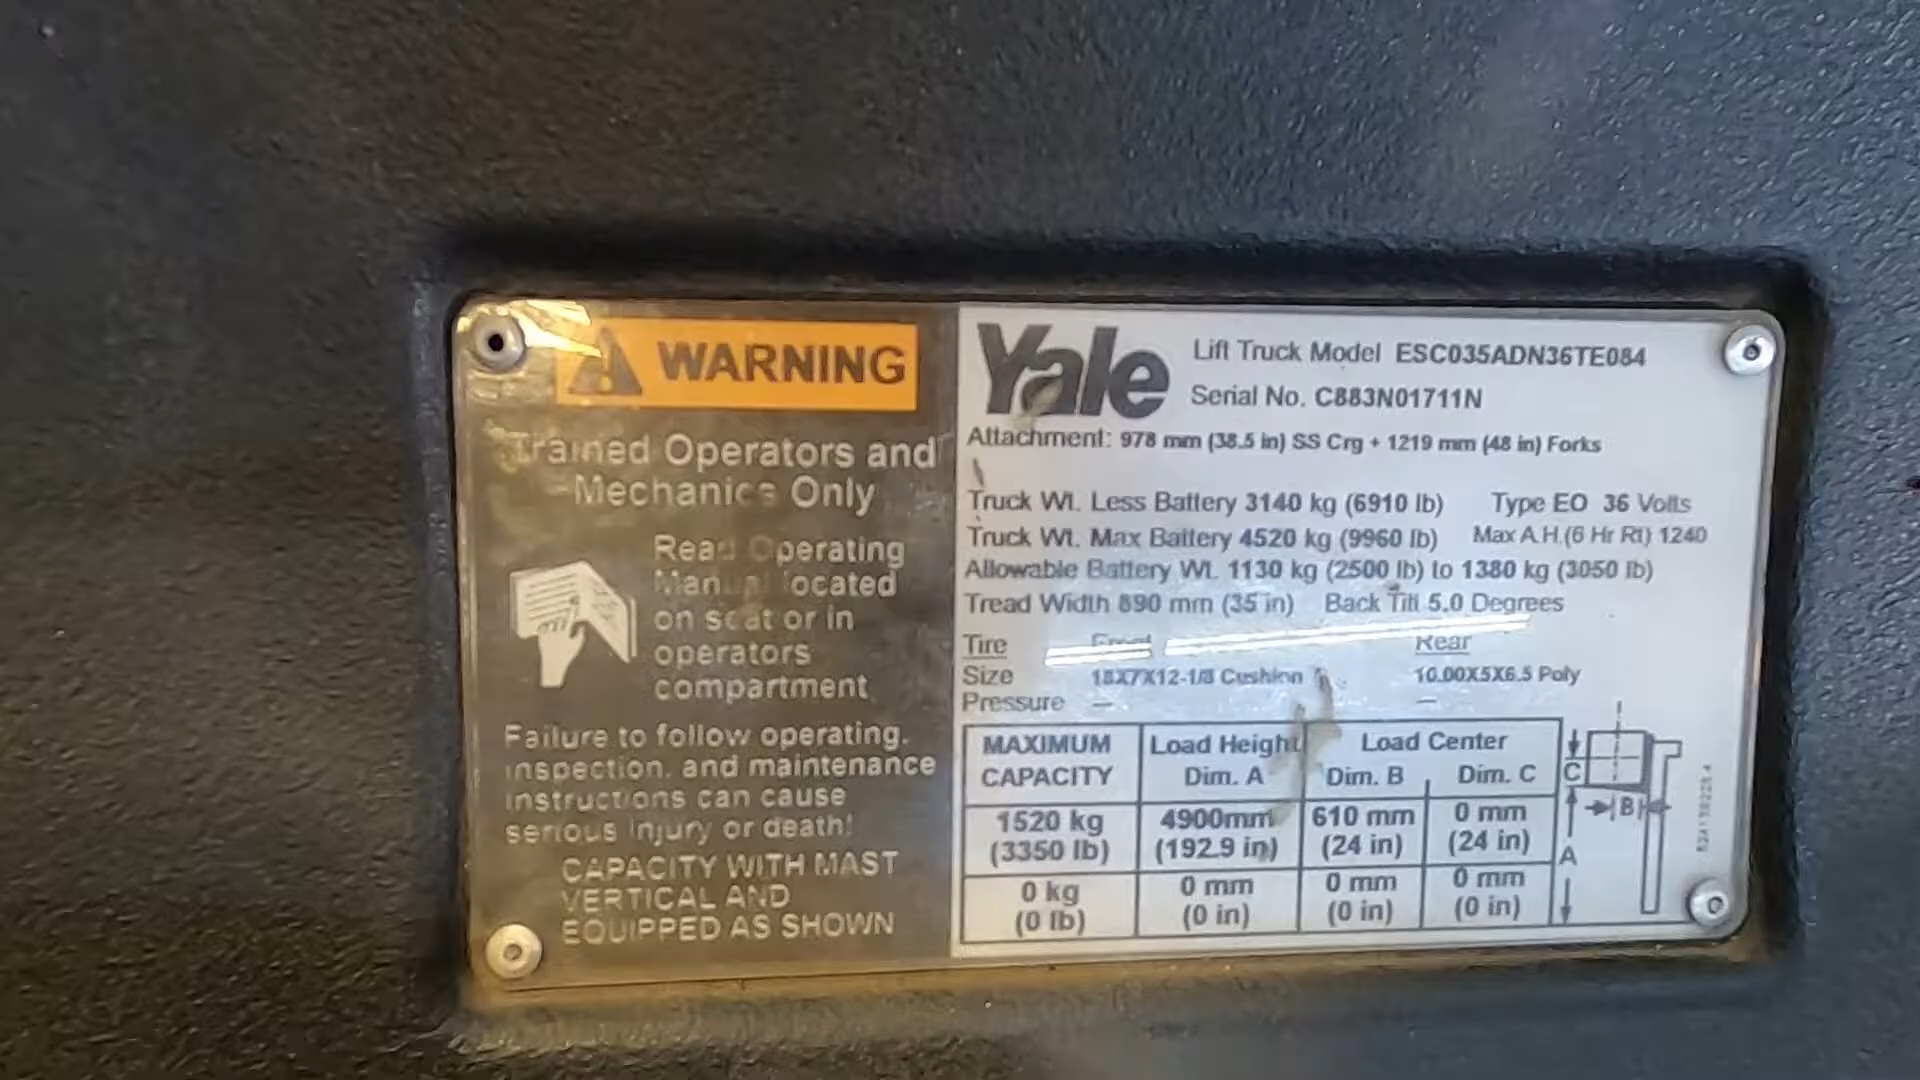 WARNING
Trained Operators and
Mechanics Only
Read Operating
Manual located
on seat or in
operators
compartment
Failure to follow operating,
inspection, and maintenance
instructions can cause
serious injury or death!
CAPACITY WITH MAST
VERTICAL AND
EQUIPPED AS SHOWN
Yale
Lift Truck Model ESC035ADN36TE084
Serial No. C883N01711N
Attachment: 978 mm (38.5 in) SS Crg + 1219 mm (48 in) Forks
Truck Wt. Less Battery 3140 kg (6910 lb) Type EO 36 Volts
Truck Wt. Max Battery 4520 kg (9960 lb) Max A.H.(6 Hr Rt) 1240
Allowable Battery Wt. 1130 kg (2500 lb) to 1380 kg (3050 lb)
Tread Width 890 mm (35 in) Back Tilt 5.0 Degrees
Tire Front Rear
Size 18X7X12-1/8 Cushion 10.00X5X6.5 Poly
Pressure — —
MAXIMUM CAPACITY Load Height Dim. A Load Center Dim. B Dim. C
1520 kg (3350 lb) 4900mm (192.9 in) 610 mm (24 in) 0 mm (24 in)
0 kg (0 lb) 0 mm (0 in) 0 mm (0 in) 0 mm (0 in)
C
B
A